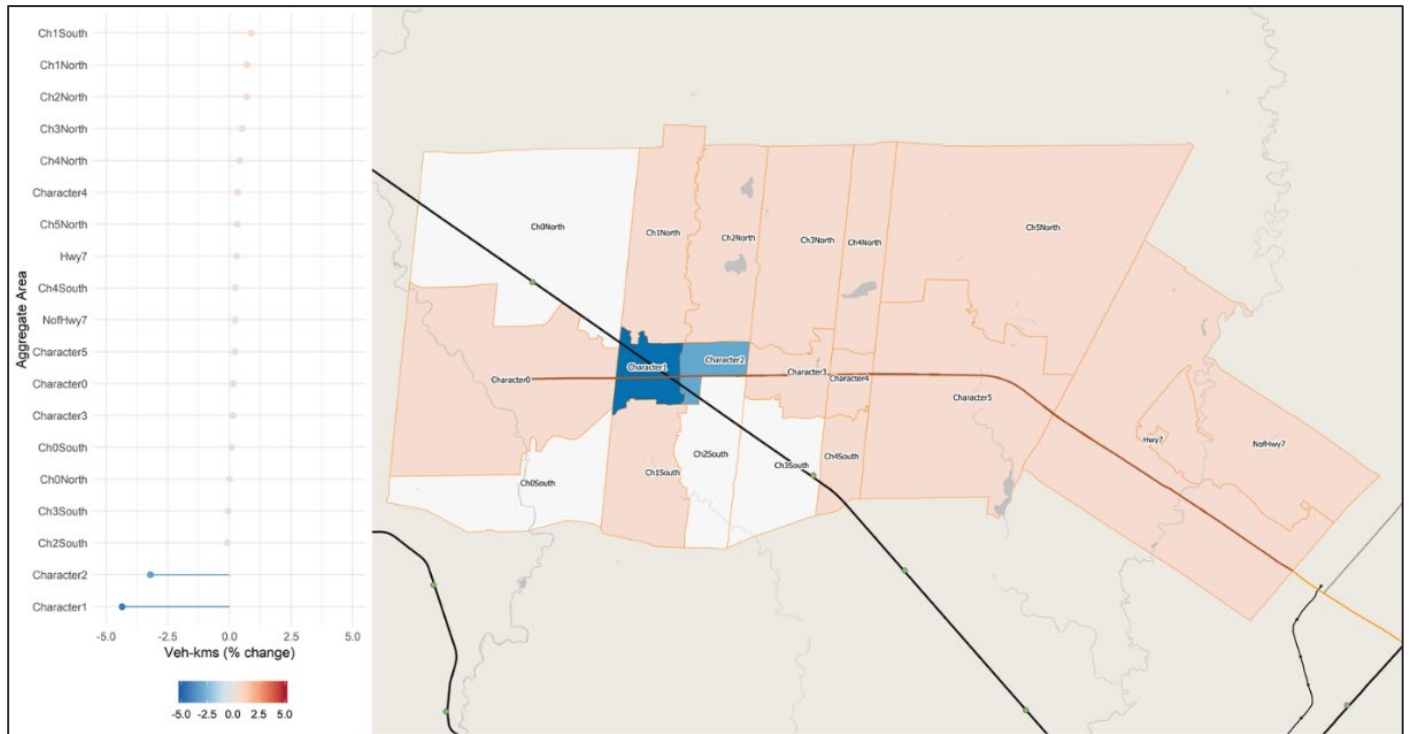 Aggregate Area
Ch1South
Ch1North
Ch2North
Ch3North
Ch4North
Character4
Ch5North
Hwy7
Ch4South
NofHwy7
Character5
Character0
Character3
Ch0South
Ch0North
Ch3South
Ch2South
Character2
Character1
-5.0 -2.5 0.0 2.5 5.0
Veh-kms (% change)
-5.0 -2.5 0.0 2.5 5.0
Ch0North
Ch1North
Ch2North
Ch3North
Ch4North
Ch5North
Character0
Character1
Character2
Character3
Character4
Character5
Hwy7
NofHwy7
Ch0South
Ch1South
Ch2South
Ch3South
Ch4South